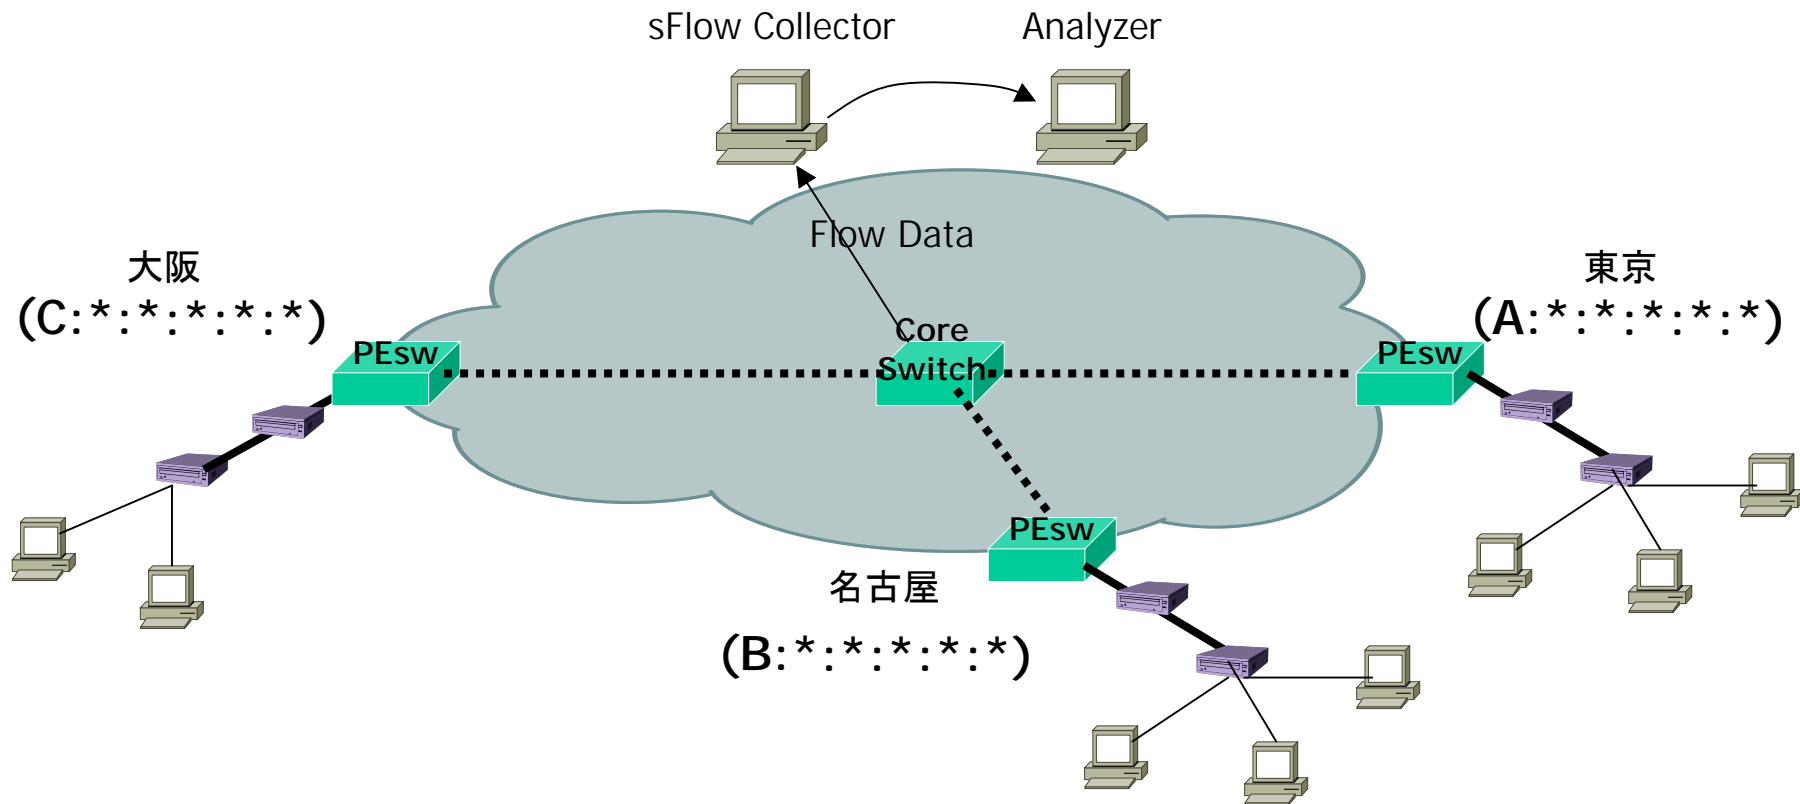 sFlow Collector
Analyzer
Flow Data
大阪
(C:*:*:*:*:*)
東京
(A:*:*:*:*:*)
Core
Switch
PEsw
PEsw
PEsw
名古屋
(B:*:*:*:*:*)